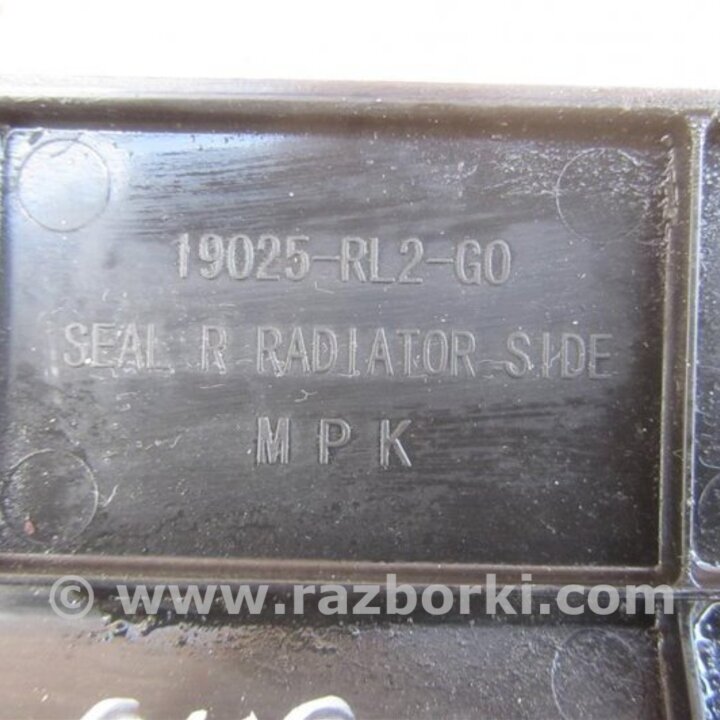 19025-RL2-G0
SEAL R RADIATOR SIDE
MPK
© www.razborki.com